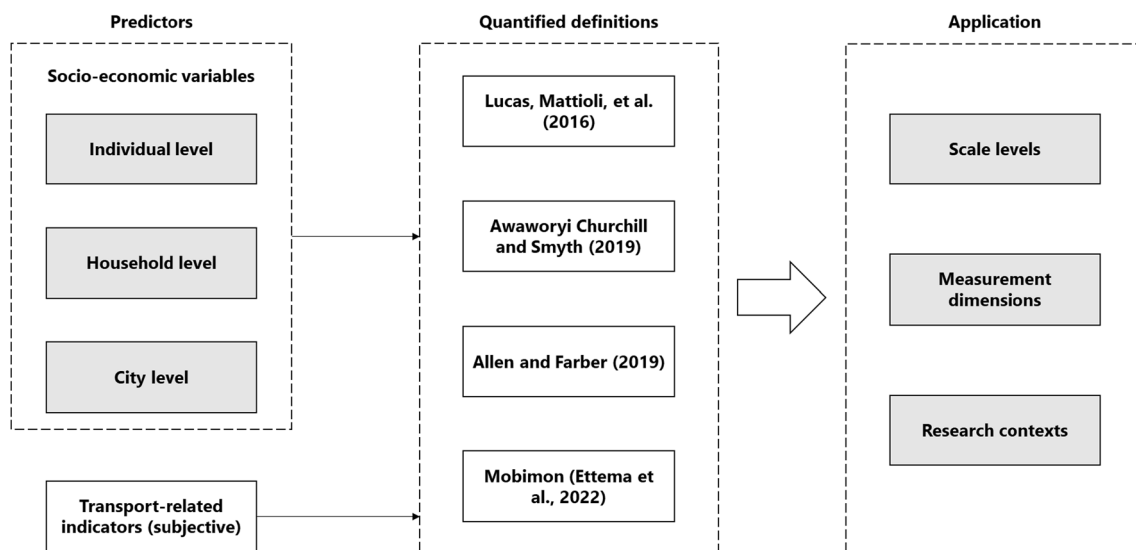 Predictors
Socio-economic variables
Individual level
Household level
City level
Transport-related
indicators (subjective)
Quantified definitions
Lucas, Mattioli, et al.
(2016)
Awaworyi Churchill
and Smyth (2019)
Allen and Farber (2019)
Mobimon (Ettema et
al., 2022)
Application
Scale levels
Measurement
dimensions
Research contexts